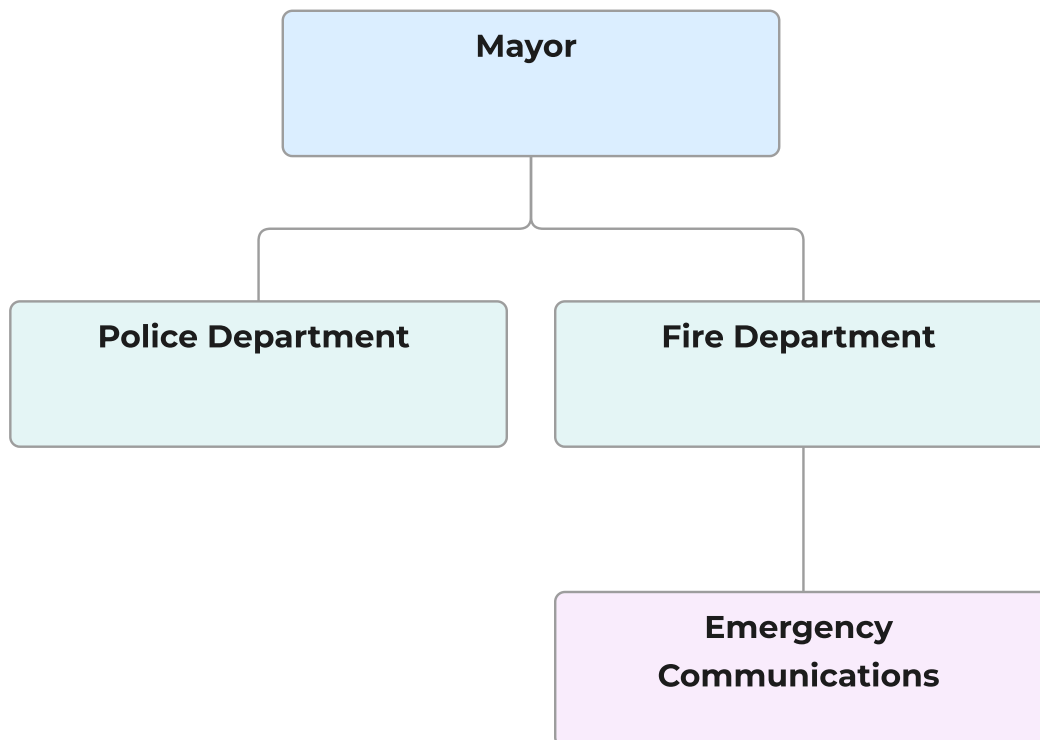 Mayor
Police Department
Fire Department
Emergency
Communications